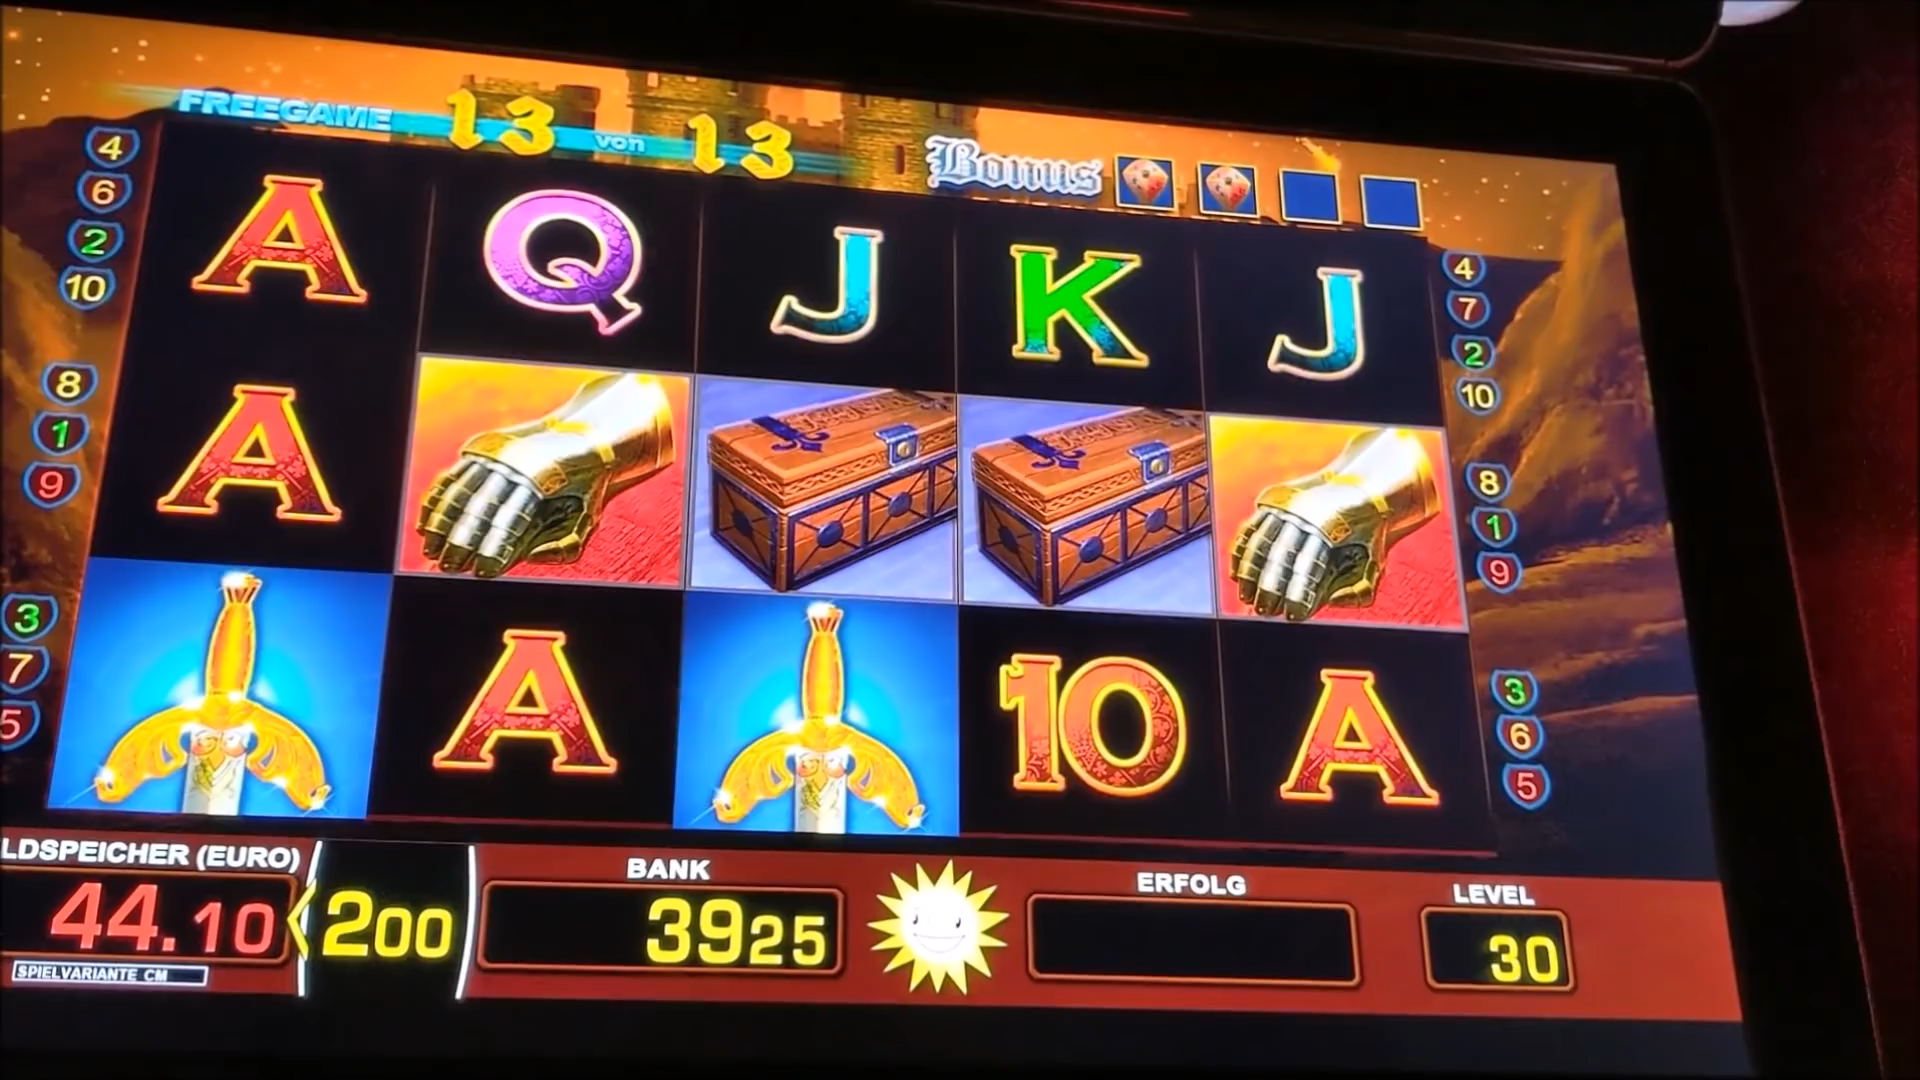 FREEGAME 13 von 13
Bonus
4
6
2
10
8
1
9
3
7
5
A Q J K J
A
A 10 A
4
7
2
10
8
1
9
3
6
5
LDSPEICHER (EURO)
44.10
200
SPIELVARIANTE CM
BANK
3925
ERFOLG
LEVEL
30